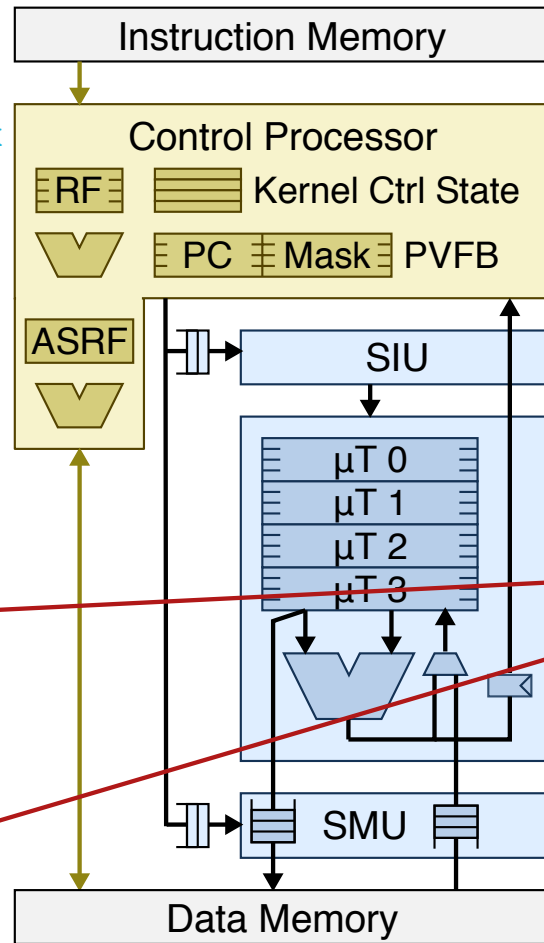 Instruction Memory
Control Processor
RF Kernel Ctrl State
PC Mask PVFB
ASRF
SIU
µT 0
µT 1
µT 2
µT 3
SMU
Data Memory